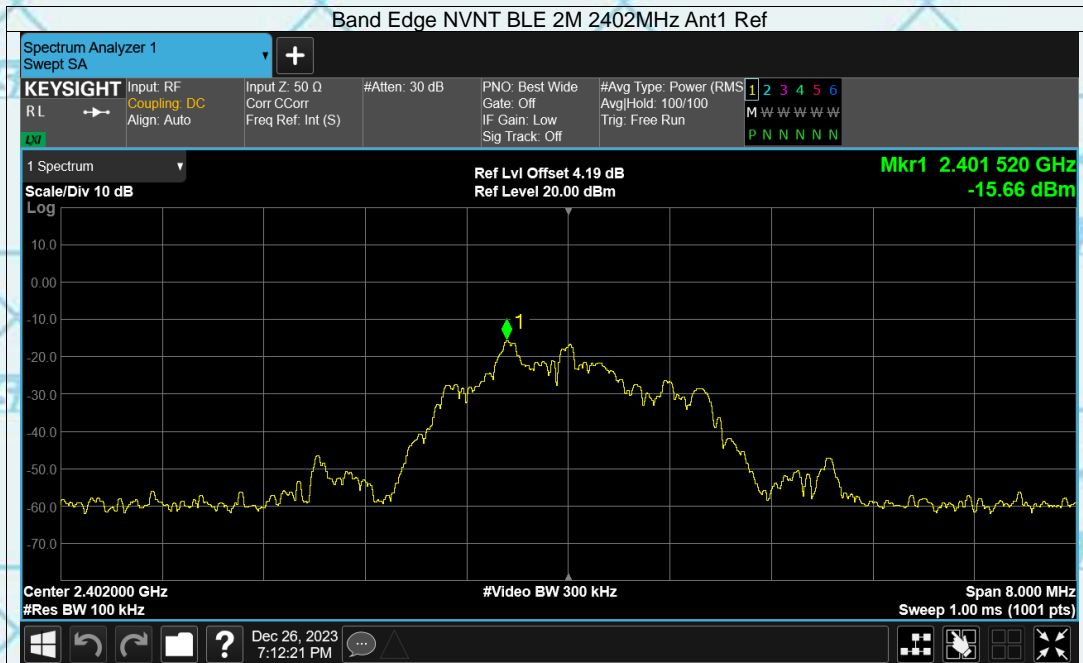 Band Edge NVNT BLE 2M 2402MHz Ant1 Ref
Spectrum Analyzer 1
Swept SA
+
KEYSIGHT
RL
LXI
Input: RF
Coupling: DC
Align: Auto
Input Z: 50 Ω
Corr CCorr
Freq Ref: Int (S)
#Atten: 30 dB
PNO: Best Wide
Gate: Off
IF Gain: Low
Sig Track: Off
#Avg Type: Power (RMS
Avg|Hold: 100/100
Trig: Free Run
1 2 3 4 5 6
M W W W W W
P N N N N N
1 Spectrum
Scale/Div 10 dB
Log
Ref Lvl Offset 4.19 dB
Ref Level 20.00 dBm
Mkr1 2.401 520 GHz
-15.66 dBm
10.0
0.00
-10.0
-20.0
-30.0
-40.0
-50.0
-60.0
-70.0
1
Center 2.402000 GHz
#Res BW 100 kHz
#Video BW 300 kHz
Span 8.000 MHz
Sweep 1.00 ms (1001 pts)
?
Dec 26, 2023
7:12:21 PM